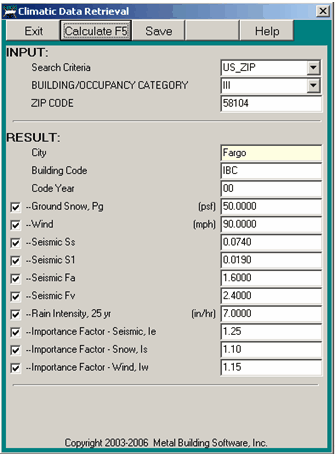 Climatic Data Retrieval
Exit Calculate F5 Save Help
INPUT:
Search Criteria US_ZIP
BUILDING/OCCUPANCY CATEGORY III
ZIP CODE 58104
RESULT:
City Fargo
Building Code IBC
Code Year 00
--Ground Snow, Pg (psf) 50.0000
--Wind (mph) 90.0000
--Seismic Ss 0.0740
--Seismic S1 0.0190
--Seismic Fa 1.6000
--Seismic Fv 2.4000
--Rain Intensity, 25 yr (in/hr) 7.0000
--Importance Factor - Seismic, Ie 1.25
--Importance Factor - Snow, Is 1.10
--Importance Factor - Wind, Iw 1.15
Copyright 2003-2006 Metal Building Software, Inc.